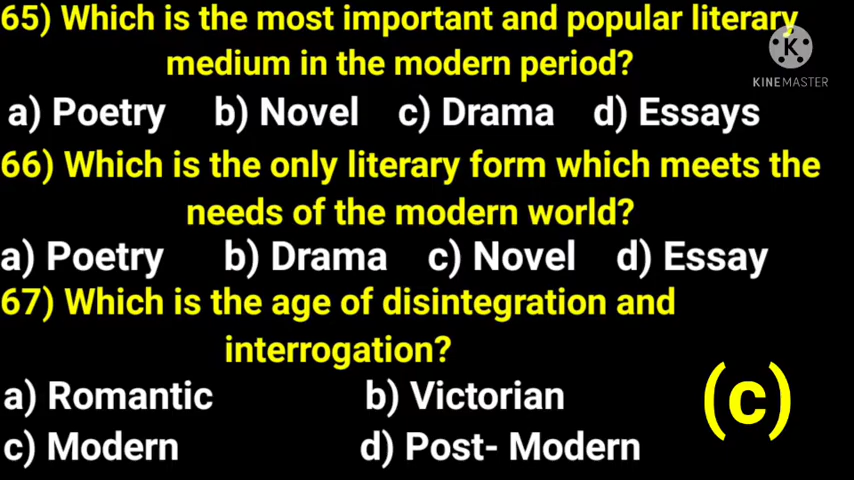 65) Which is the most important and popular literary
medium in the modern period?
K
KINEMASTER
a) Poetry b) Novel c) Drama d) Essays
66) Which is the only literary form which meets the
needs of the modern world?
a) Poetry b) Drama c) Novel d) Essay
67) Which is the age of disintegration and
interrogation?
a) Romantic b) Victorian
(c)
c) Modern d) Post- Modern